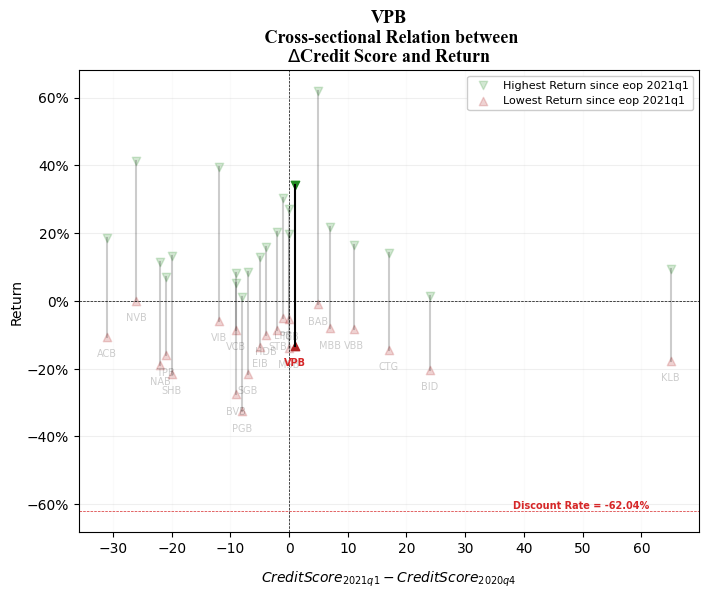 VPB
Cross-sectional Relation between
ΔCredit Score and Return
Highest Return since eop 2021q1
Lowest Return since eop 2021q1
60%
40%
20%
0%
−20%
−40%
−60%
Return
NVB
BAB
VIB
VCB
MBB
VBB
ACB
STB
HDB
EIB
VPB
CTG
TPB
NAB
SHB
SGB
BID
KLB
BVB
PGB
Discount Rate = -62.04%
−30
−20
−10
0
10
20
30
40
50
60
CreditScore2021q1 − CreditScore2020q4